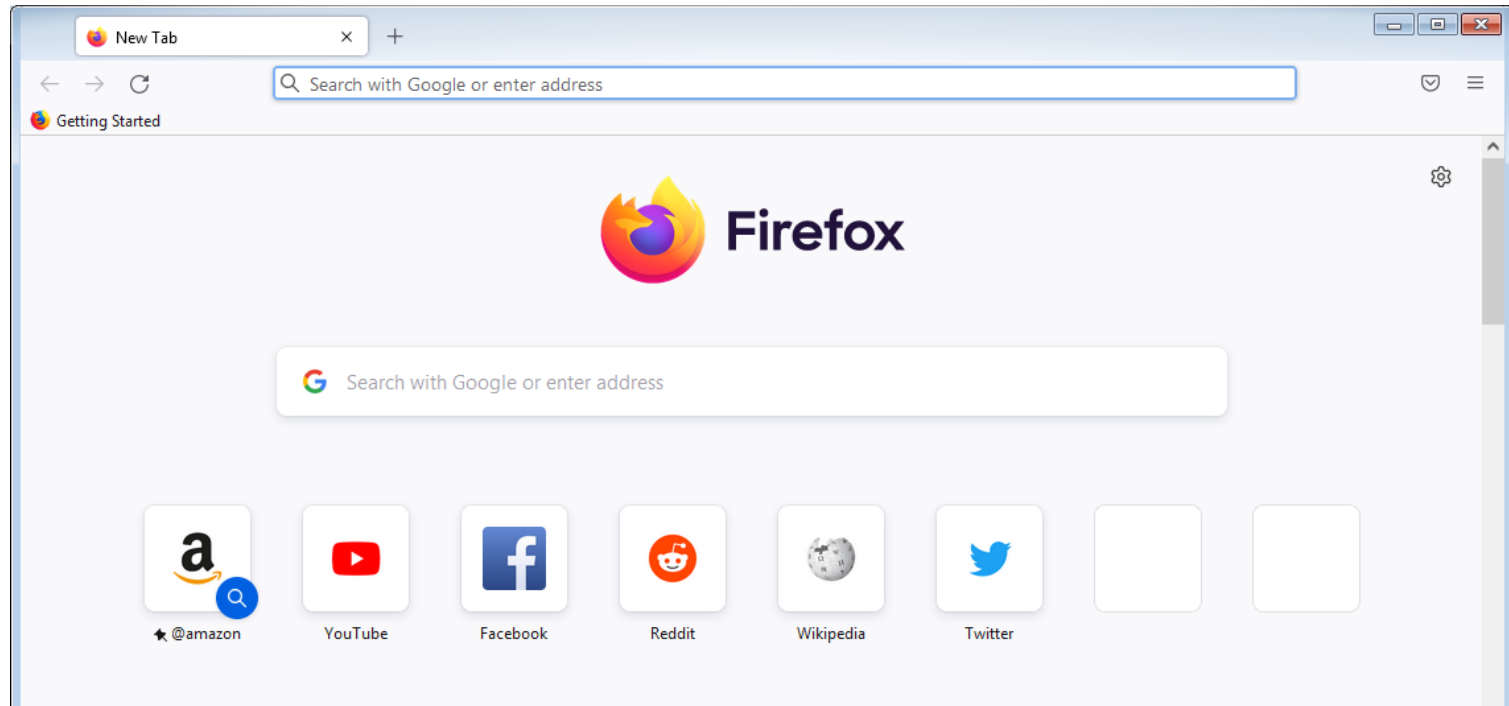 New Tab
Search with Google or enter address
Getting Started
Firefox
Search with Google or enter address
@amazon
YouTube
Facebook
Reddit
Wikipedia
Twitter